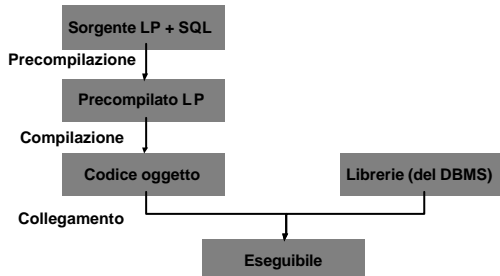 Sorgente LP + SQL
Precompilazione
Precompilato LP
Compilazione
Codice oggetto
Librerie (del DBMS)
Collegamento
Eseguibile